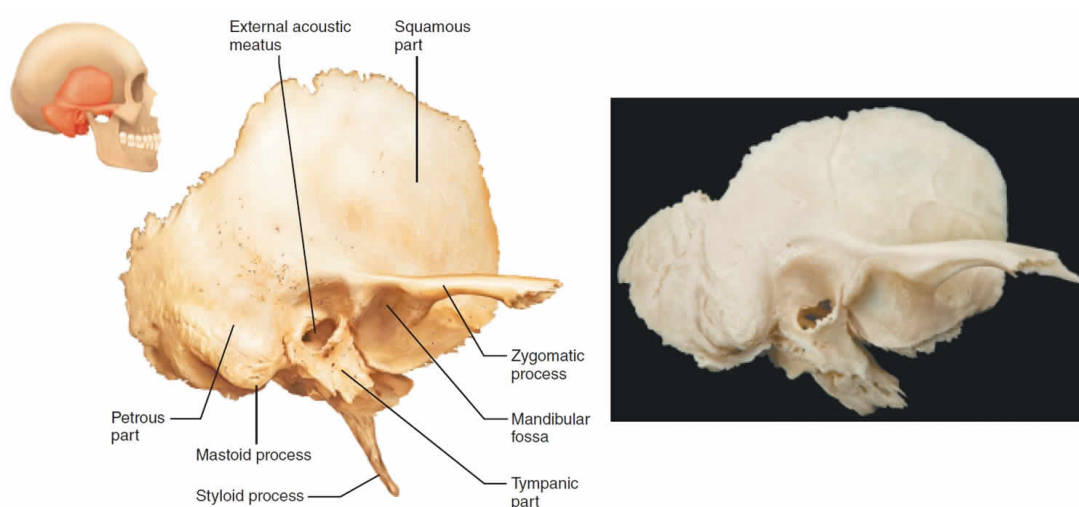 External acoustic
meatus
Squamous
part
Zygomatic
process
Petrous
part
Mandibular
fossa
Mastoid process
Styloid process
Tympanic
part